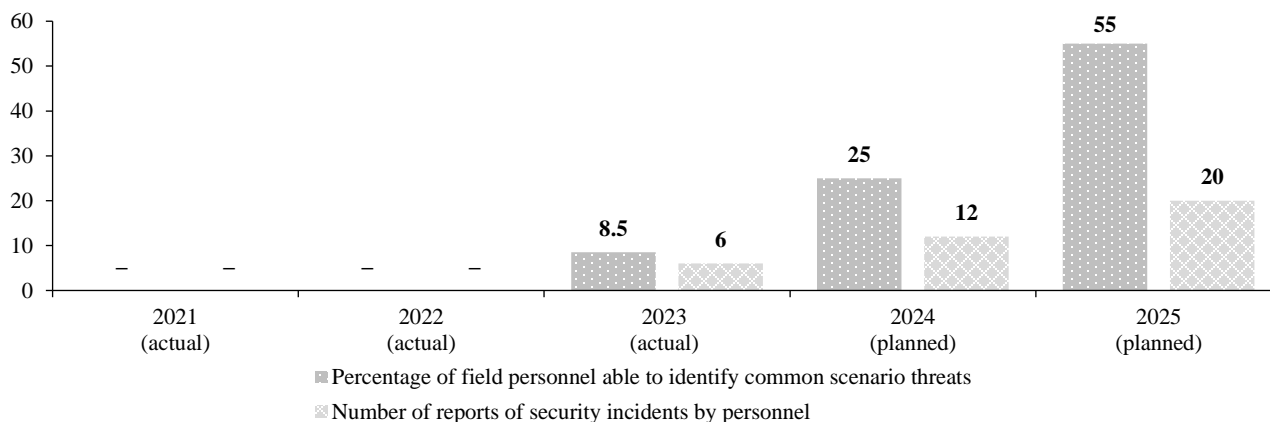 60
50
40
30
20
10
0
– – – – 8.5 6 25 12 55 20
2021 2022 2023 2024 2025
(actual) (actual) (actual) (planned) (planned)
Percentage of field personnel able to identify common scenario threats
Number of reports of security incidents by personnel